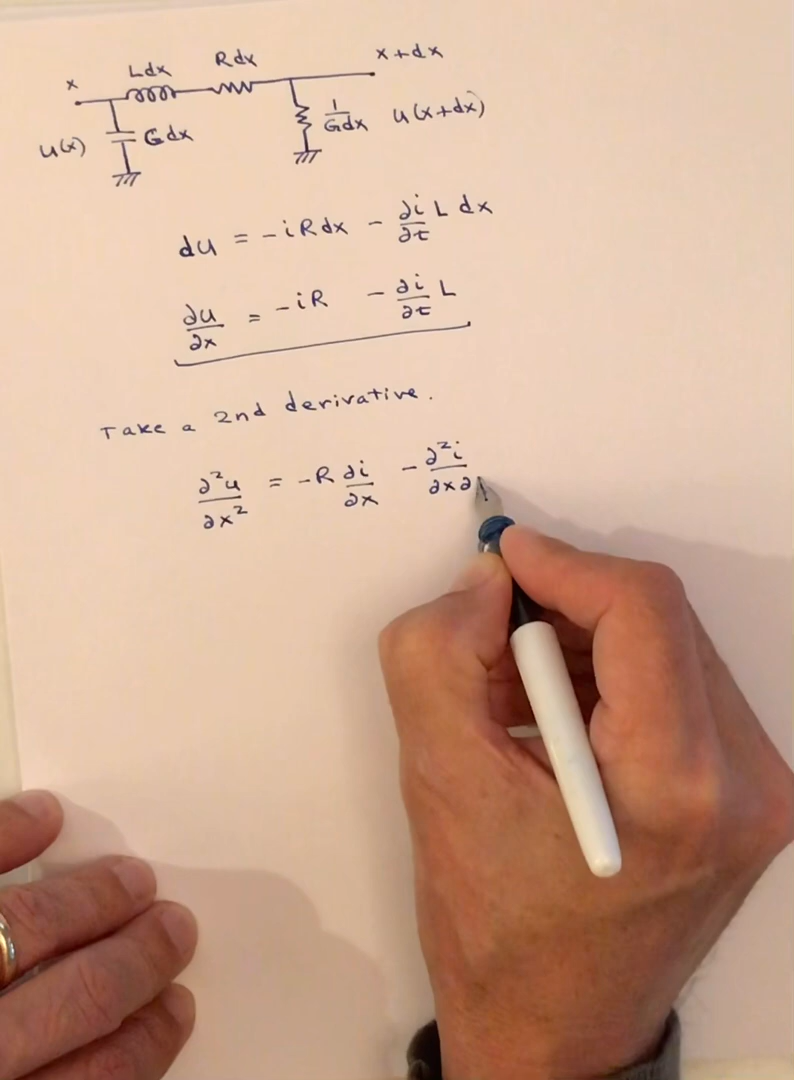 x Ldx Rdx x+dx
u(x) Gdx 1/Gdx u(x+dx)
du = -iRdx - ∂i/∂t L dx
∂u/∂x = -iR - ∂i/∂t L
Take a 2nd derivative.
∂²u/∂x² = -R ∂i/∂x - ∂²i/∂x∂